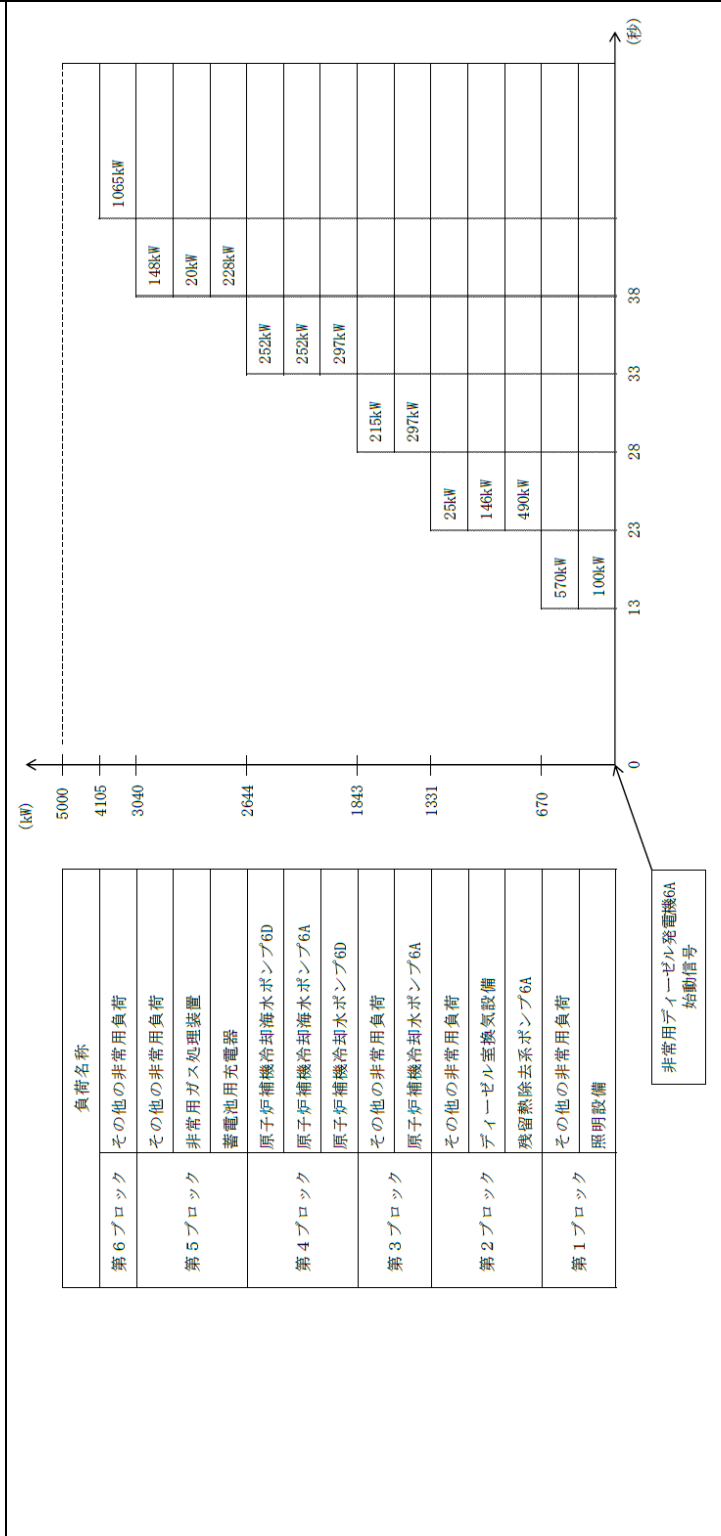 負荷名称
第6ブロック
その他の非常用負荷
第5ブロック
その他の非常用負荷
非常用ガス処理装置
蓄電池用充電器
第4ブロック
原子炉補機冷却海水ポンプ6D
原子炉補機冷却海水ポンプ6A
原子炉補機冷却水ポンプ6D
第3ブロック
その他の非常用負荷
原子炉補機冷却水ポンプ6A
第2ブロック
その他の非常用負荷
ディーゼル室換気設備
残留熱除去系ポンプ6A
第1ブロック
その他の非常用負荷
照明設備
(kW)
5000
4105
3040
2644
1843
1331
670
1065kW
148kW
20kW
228kW
252kW
252kW
297kW
215kW
297kW
25kW
146kW
490kW
570kW
100kW
0
13
23
28
33
38
(秒)
非常用ディーゼル発電機6A
始動信号